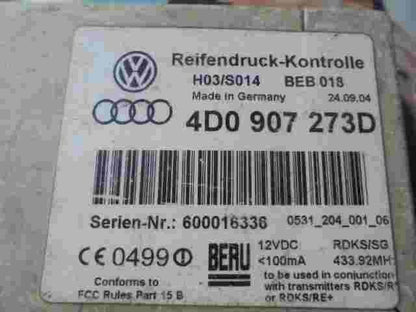 Reifendruck-Kontrolle
H03/S014 BEB 018
Made in Germany 24.09.04
4D0 907 273D
Serien-Nr.: 600016336 0531_204_001_06
CE 0499 BERU 12VDC RDKS/SG
<100mA 433.92MH
Conforms to to be used in conjunction
FCC Rules Part 15 B with transmitters RDKS/R
or RDKS/RE+